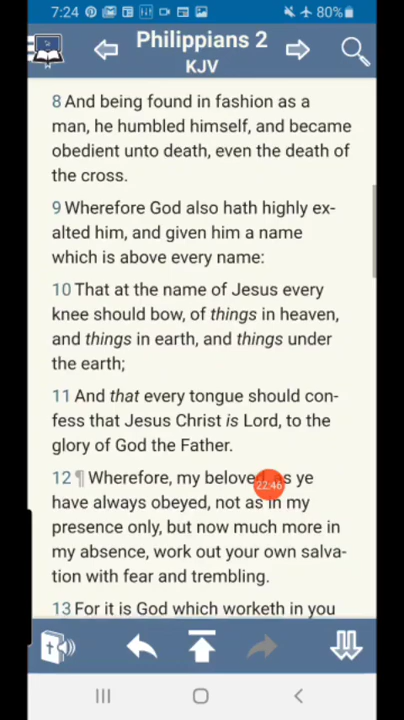 7:24 80%
Philippians 2
KJV
8 And being found in fashion as a
man, he humbled himself, and became
obedient unto death, even the death of
the cross.
9 Wherefore God also hath highly ex-
alted him, and given him a name
which is above every name:
10 That at the name of Jesus every
knee should bow, of things in heaven,
and things in earth, and things under
the earth;
11 And that every tongue should con-
fess that Jesus Christ is Lord, to the
glory of God the Father.
12 ¶ Wherefore, my beloved, as ye
22:46
have always obeyed, not as in my
presence only, but now much more in
my absence, work out your own salva-
tion with fear and trembling.
13 For it is God which worketh in you